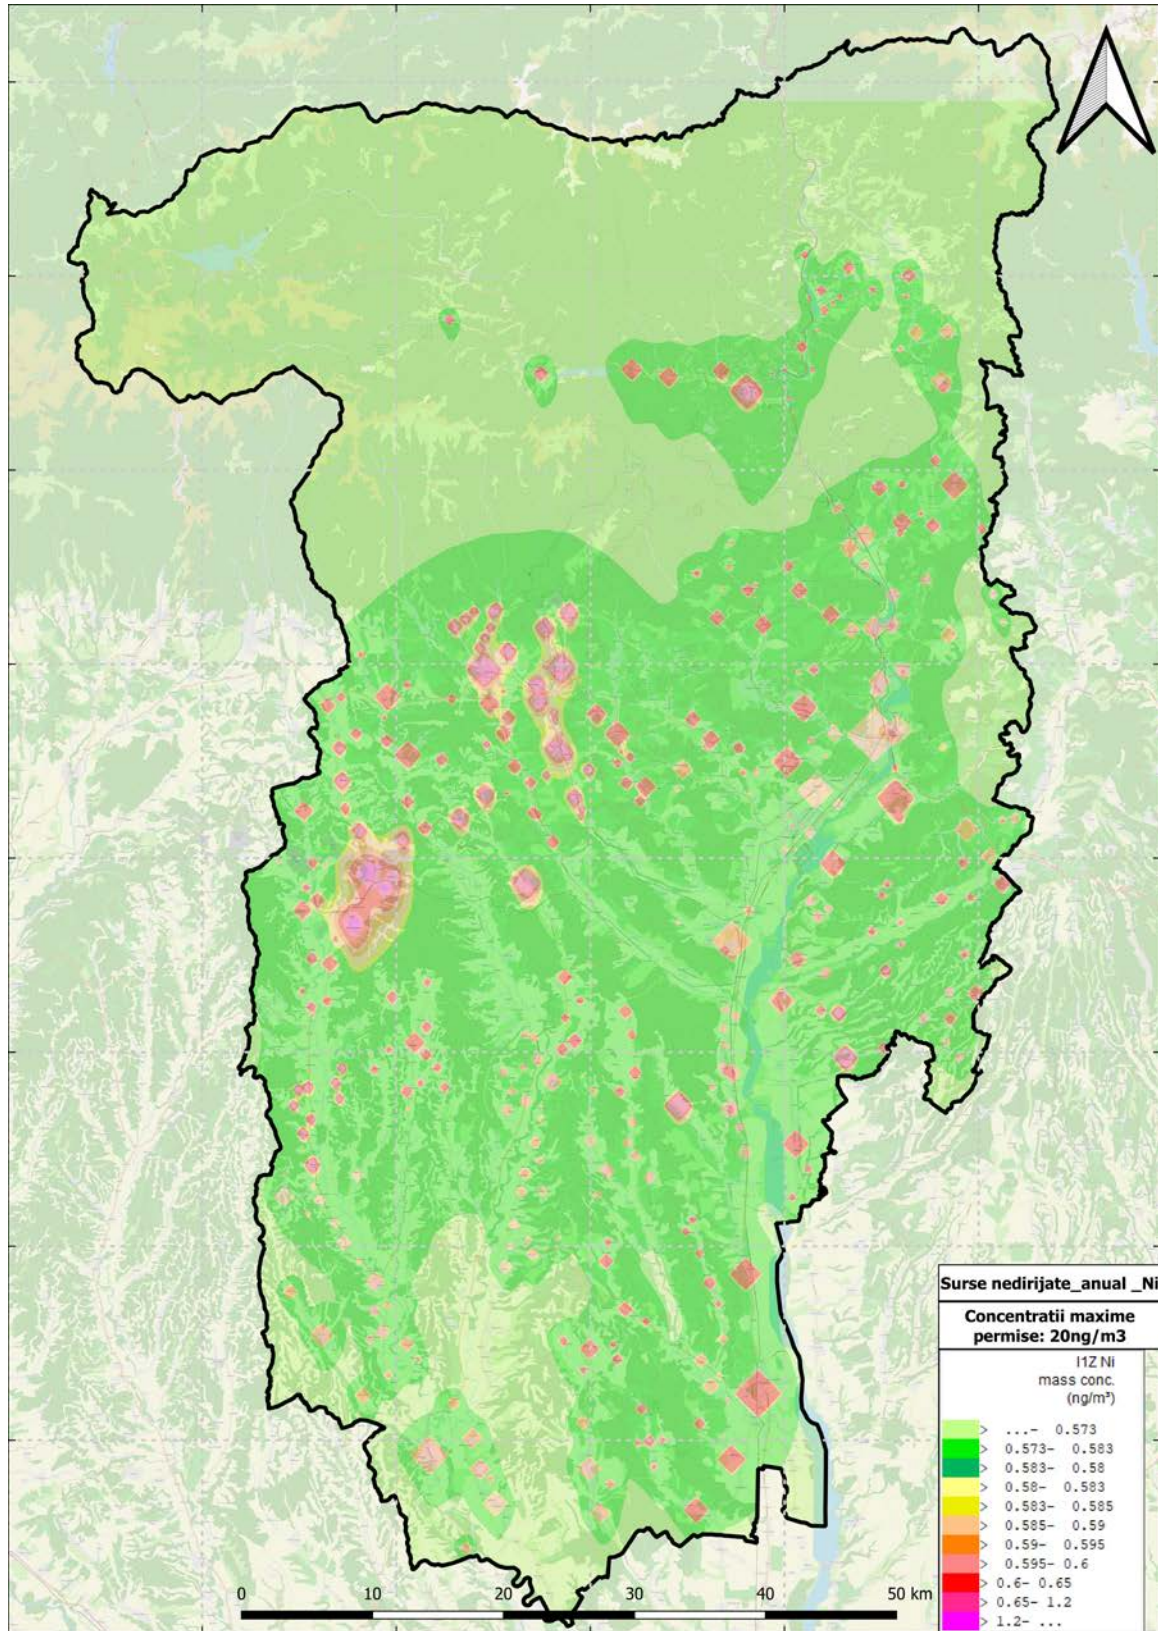 Surse nedirijate_anual _Ni
Concentratii maxime
permise: 20ng/m3
I1Z Ni
mass conc.
(ng/m³)
> ...- 0.573
> 0.573- 0.583
> 0.583- 0.58
> 0.58- 0.583
> 0.583- 0.585
> 0.585- 0.59
> 0.59- 0.595
> 0.595- 0.6
> 0.6- 0.65
> 0.65- 1.2
> 1.2- ...
0 10 20 30 40 50 km